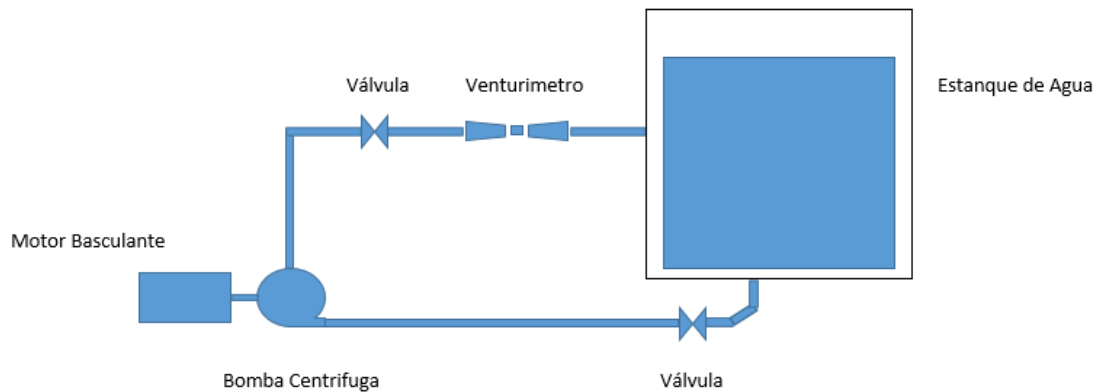 Válvula
Venturimetro
Estanque de Agua
Motor Basculante
Bomba Centrifuga
Válvula